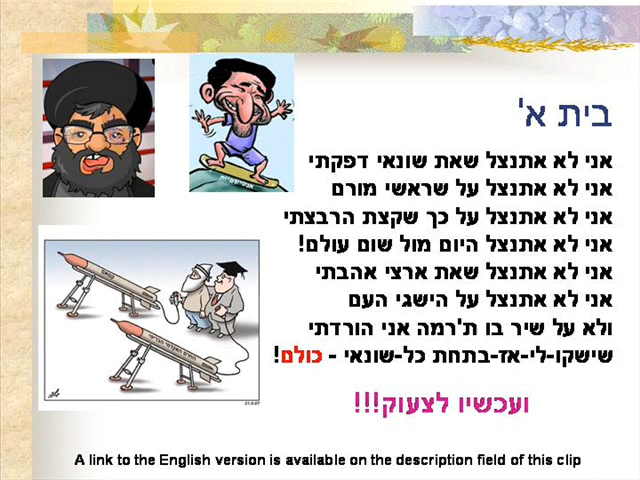 בית א'
אני לא אתנצל שאת שונאי דפקתי
אני לא אתנצל על שראשי מורם
אני לא אתנצל על כך שקצת הרבצתי
אני לא אתנצל היום מול שום עולם!
אני לא אתנצל שאת ארצי אהבתי
אני לא אתנצל על הישגי העם
ולא על שיר בו ת'רמה אני הורדתי
שישקו-לי-אז-בתחת כל-שונאי - כולם!
ועכשיו לצעוק!!!
A link to the English version is available on the description field of this clip